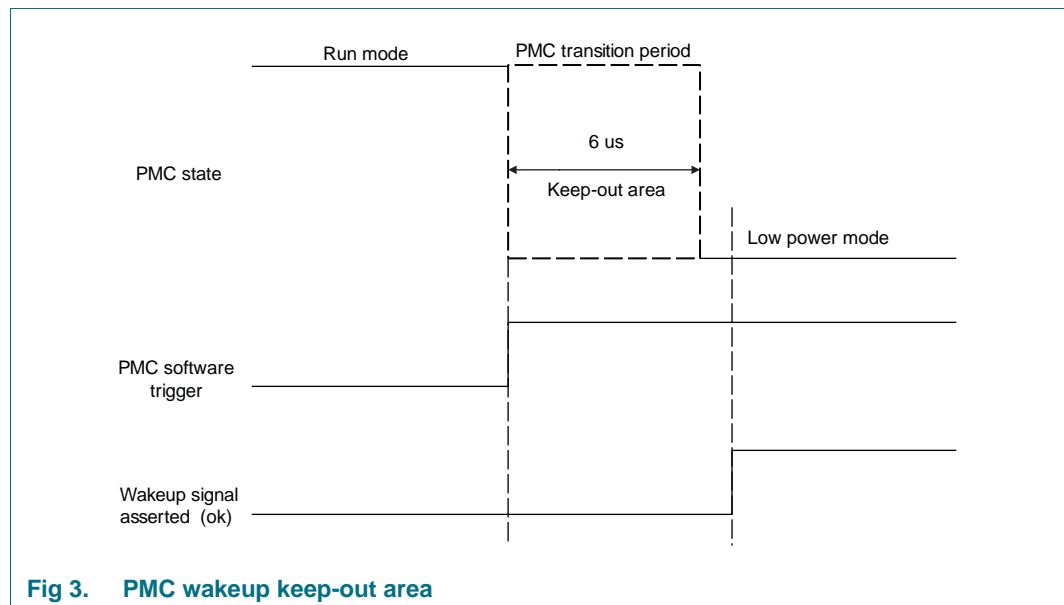 Run mode
PMC transition period
6 us
Keep-out area
PMC state
Low power mode
PMC software
trigger
Wakeup signal
asserted (ok)
Fig 3. PMC wakeup keep-out area